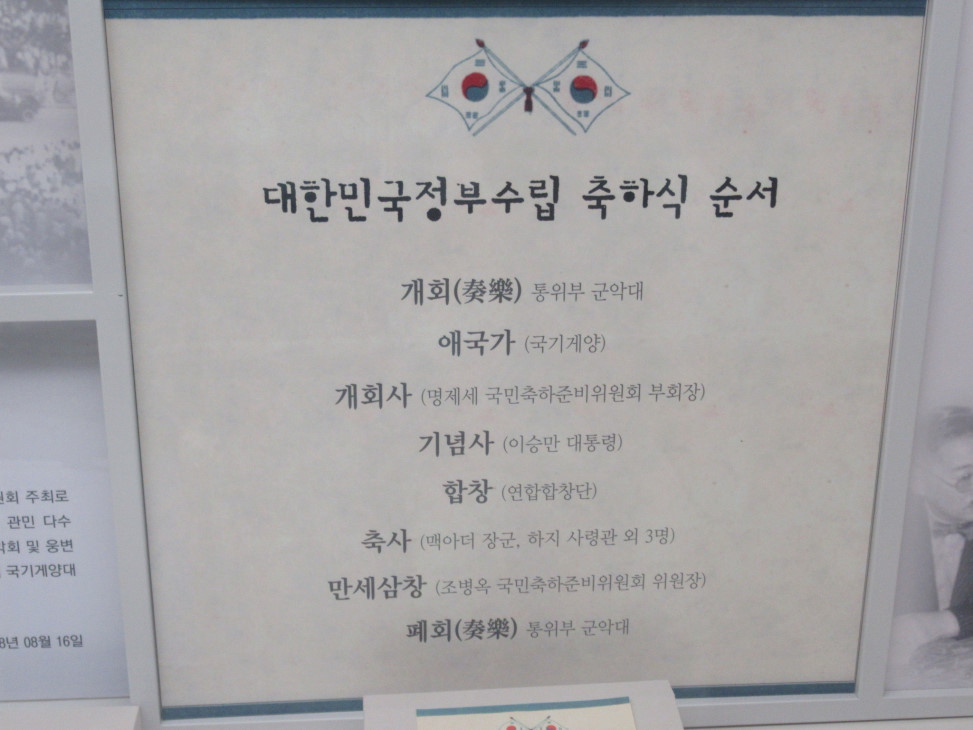 대한민국정부수립 축하식 순서
개회(奏樂) 통위부 군악대
애국가 (국기게양)
개회사 (명제세 국민축하준비위원회 부회장)
기념사 (이승만 대통령)
합창 (연합합창단)
축사 (맥아더 장군, 하지 사령관 외 3명)
만세삼창 (조병옥 국민축하준비위원회 위원장)
폐회(奏樂) 통위부 군악대
주최로
관민 다수
및 웅변
국기게양대
08월 16일